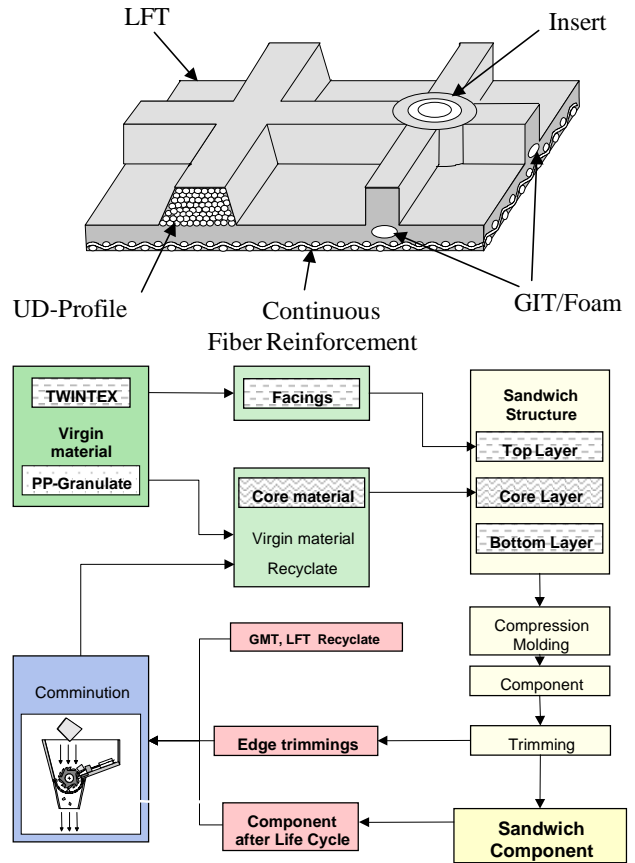 LFT
Insert
UD-Profile
Continuous
Fiber Reinforcement
GIT/Foam
TWINTEX
Virgin
material
PP-Granulate
Facings
Core material
Virgin material
Recyclate
Sandwich
Structure
Top Layer
Core Layer
Bottom Layer
Compression
Molding
Component
Trimming
Sandwich
Component
GMT, LFT Recyclate
Edge trimmings
Component
after Life Cycle
Comminution